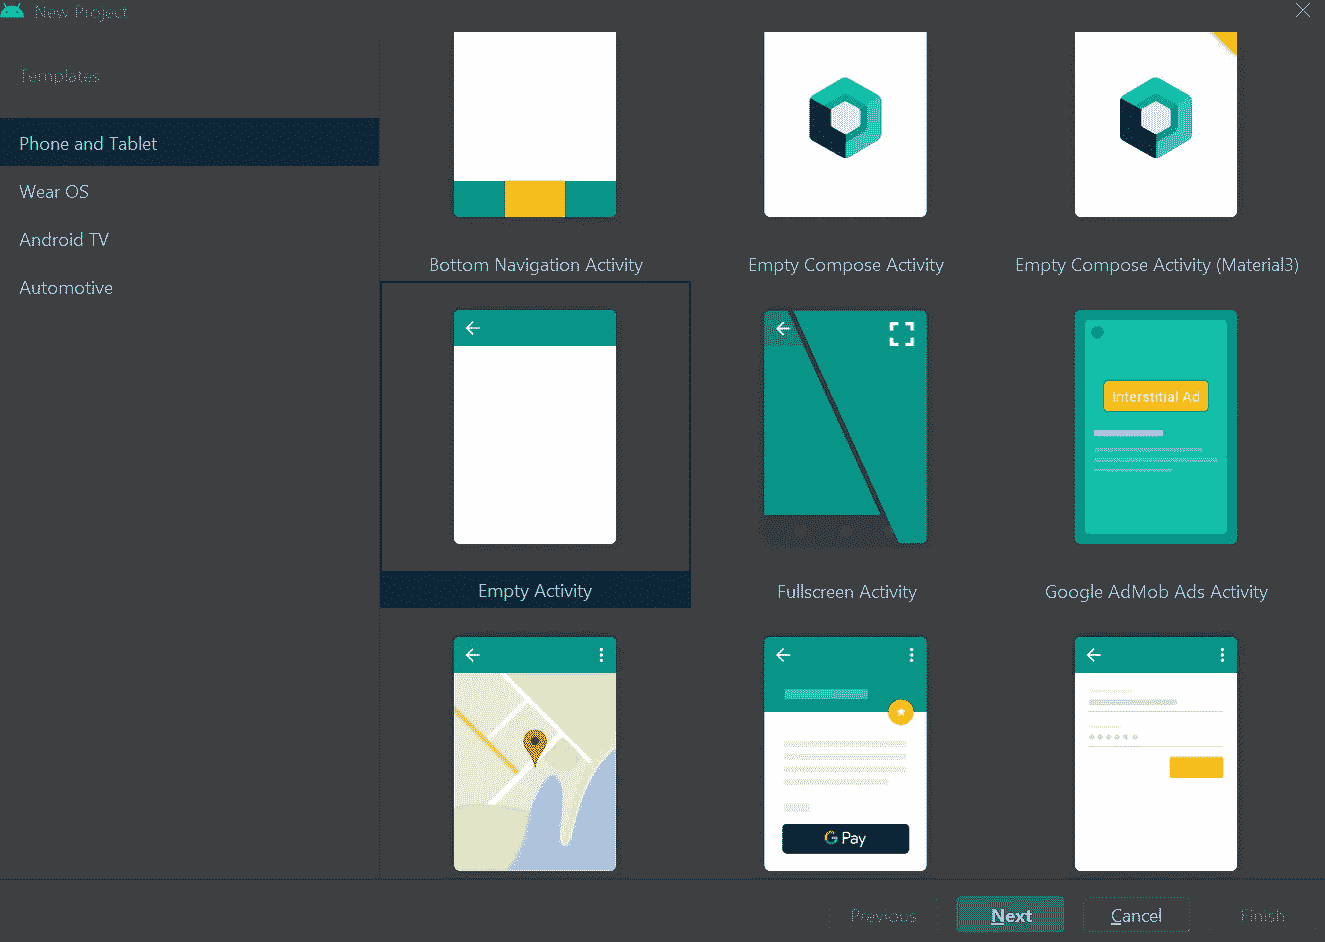 New Project
Templates
Phone and Tablet
Wear OS
Android TV
Automotive
Bottom Navigation Activity
Empty Compose Activity
Empty Compose Activity (Material3)
Interstitial Ad
Empty Activity
Fullscreen Activity
Google AdMob Ads Activity
G Pay
Previous
Next
Cancel
Finish